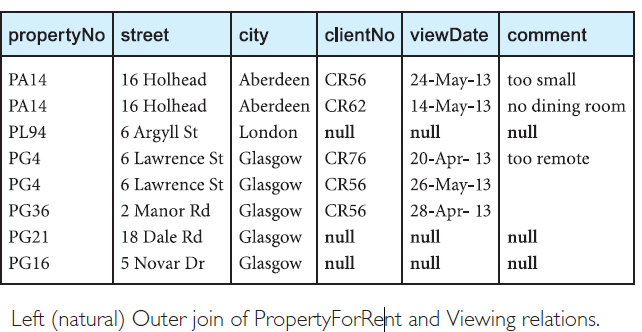 propertyNo street city clientNo viewDate comment
PA14 16 Holhead Aberdeen CR56 24-May-13 too small
PA14 16 Holhead Aberdeen CR62 14-May-13 no dining room
PL94 6 Argyll St London null null null
PG4 6 Lawrence St Glasgow CR76 20-Apr- 13 too remote
PG4 6 Lawrence St Glasgow CR56 26-May-13
PG36 2 Manor Rd Glasgow CR56 28-Apr- 13
PG21 18 Dale Rd Glasgow null null null
PG16 5 Novar Dr Glasgow null null null
Left (natural) Outer join of PropertyForRent and Viewing relations.